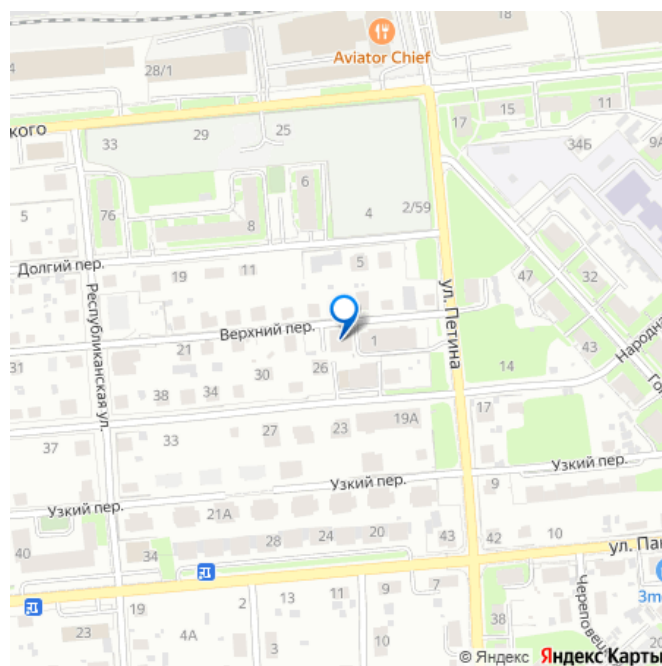 18
Aviator Chief
4
28/1
15
11
17
кого
29
25
33
34Б
9А
6
76
4
2/59
5
8
Долгий пер.
19
11
5
47
32
ул. Петина
Республиканская ул.
Верхний пер.
1
21
43
Народна
31
26
14
30
38
34
Го
19А
17
37
33
27
23
Узкий пер.
Узкий пер.
9
Узкий пер.
21А
20
24
28
43
42
10
40
34
ул. Пан
13
11
9
7
3m
19
2
Череповец
38
23
4А
3
10
20
© Яндекс Яндекс Карты